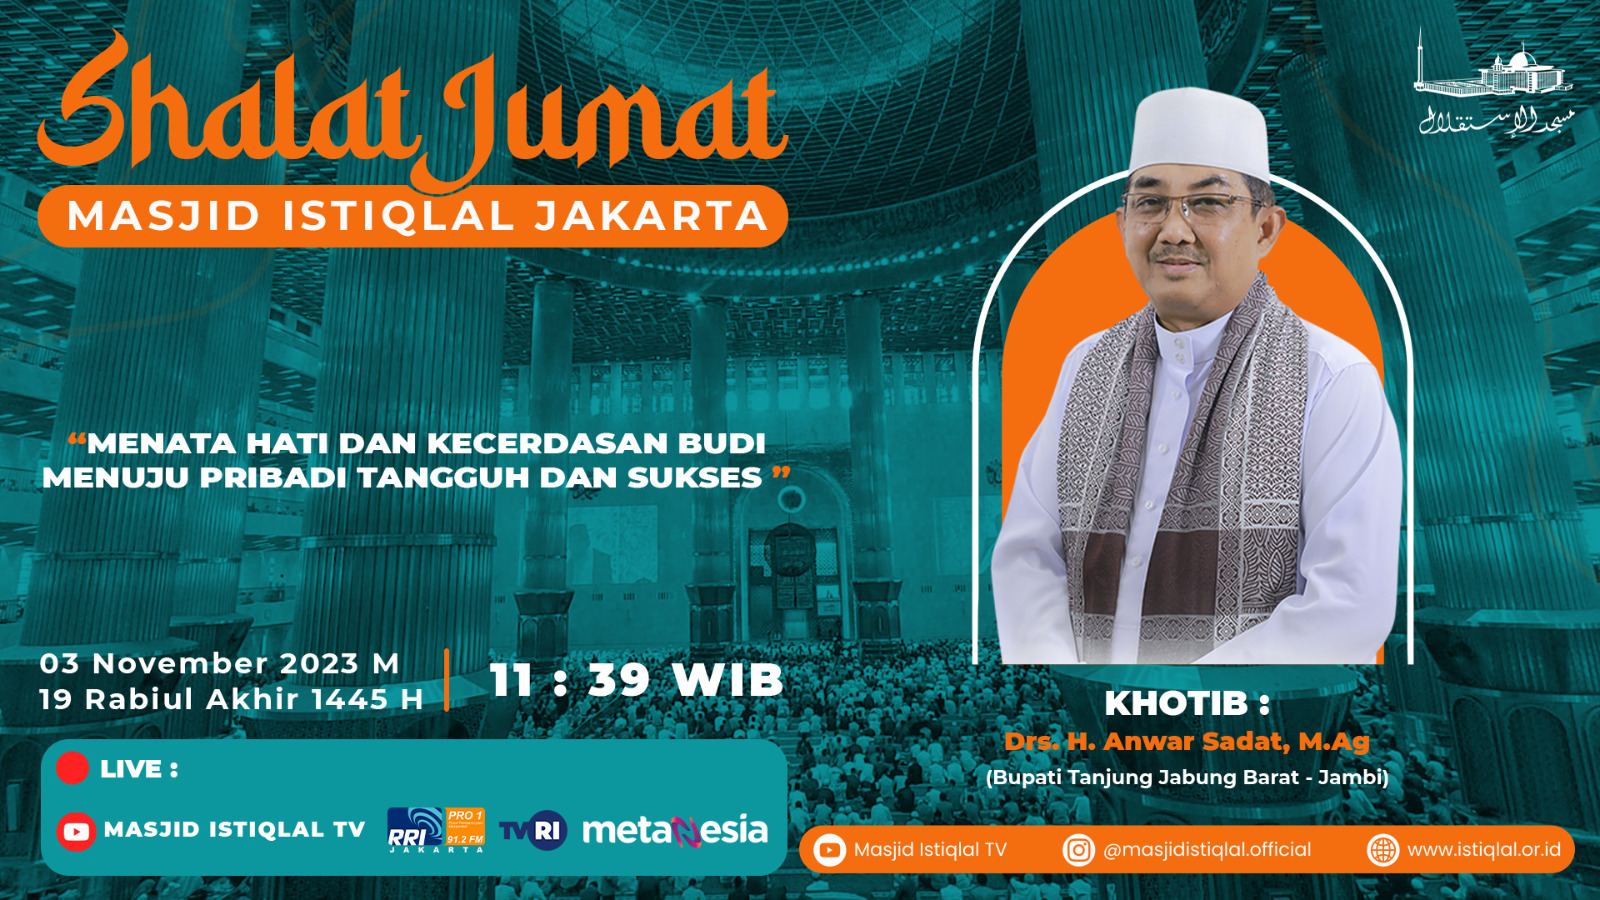 Shalat Jumat
MASJID ISTIQLAL JAKARTA
مسجد الإستقلال
“MENATA HATI DAN KECERDASAN BUDI
MENUJU PRIBADI TANGGUH DAN SUKSES ”
03 November 2023 M
19 Rabiul Akhir 1445 H
11 : 39 WIB
LIVE :
MASJID ISTIQLAL TV
RRI
JAKARTA
PRO 1
91.2 FM
TVRI
metanesia
KHOTIB :
Drs. H. Anwar Sadat, M.Ag
(Bupati Tanjung Jabung Barat - Jambi)
Masjid Istiqlal TV
@masjidistiqlal.official
www.istiqlal.or.id